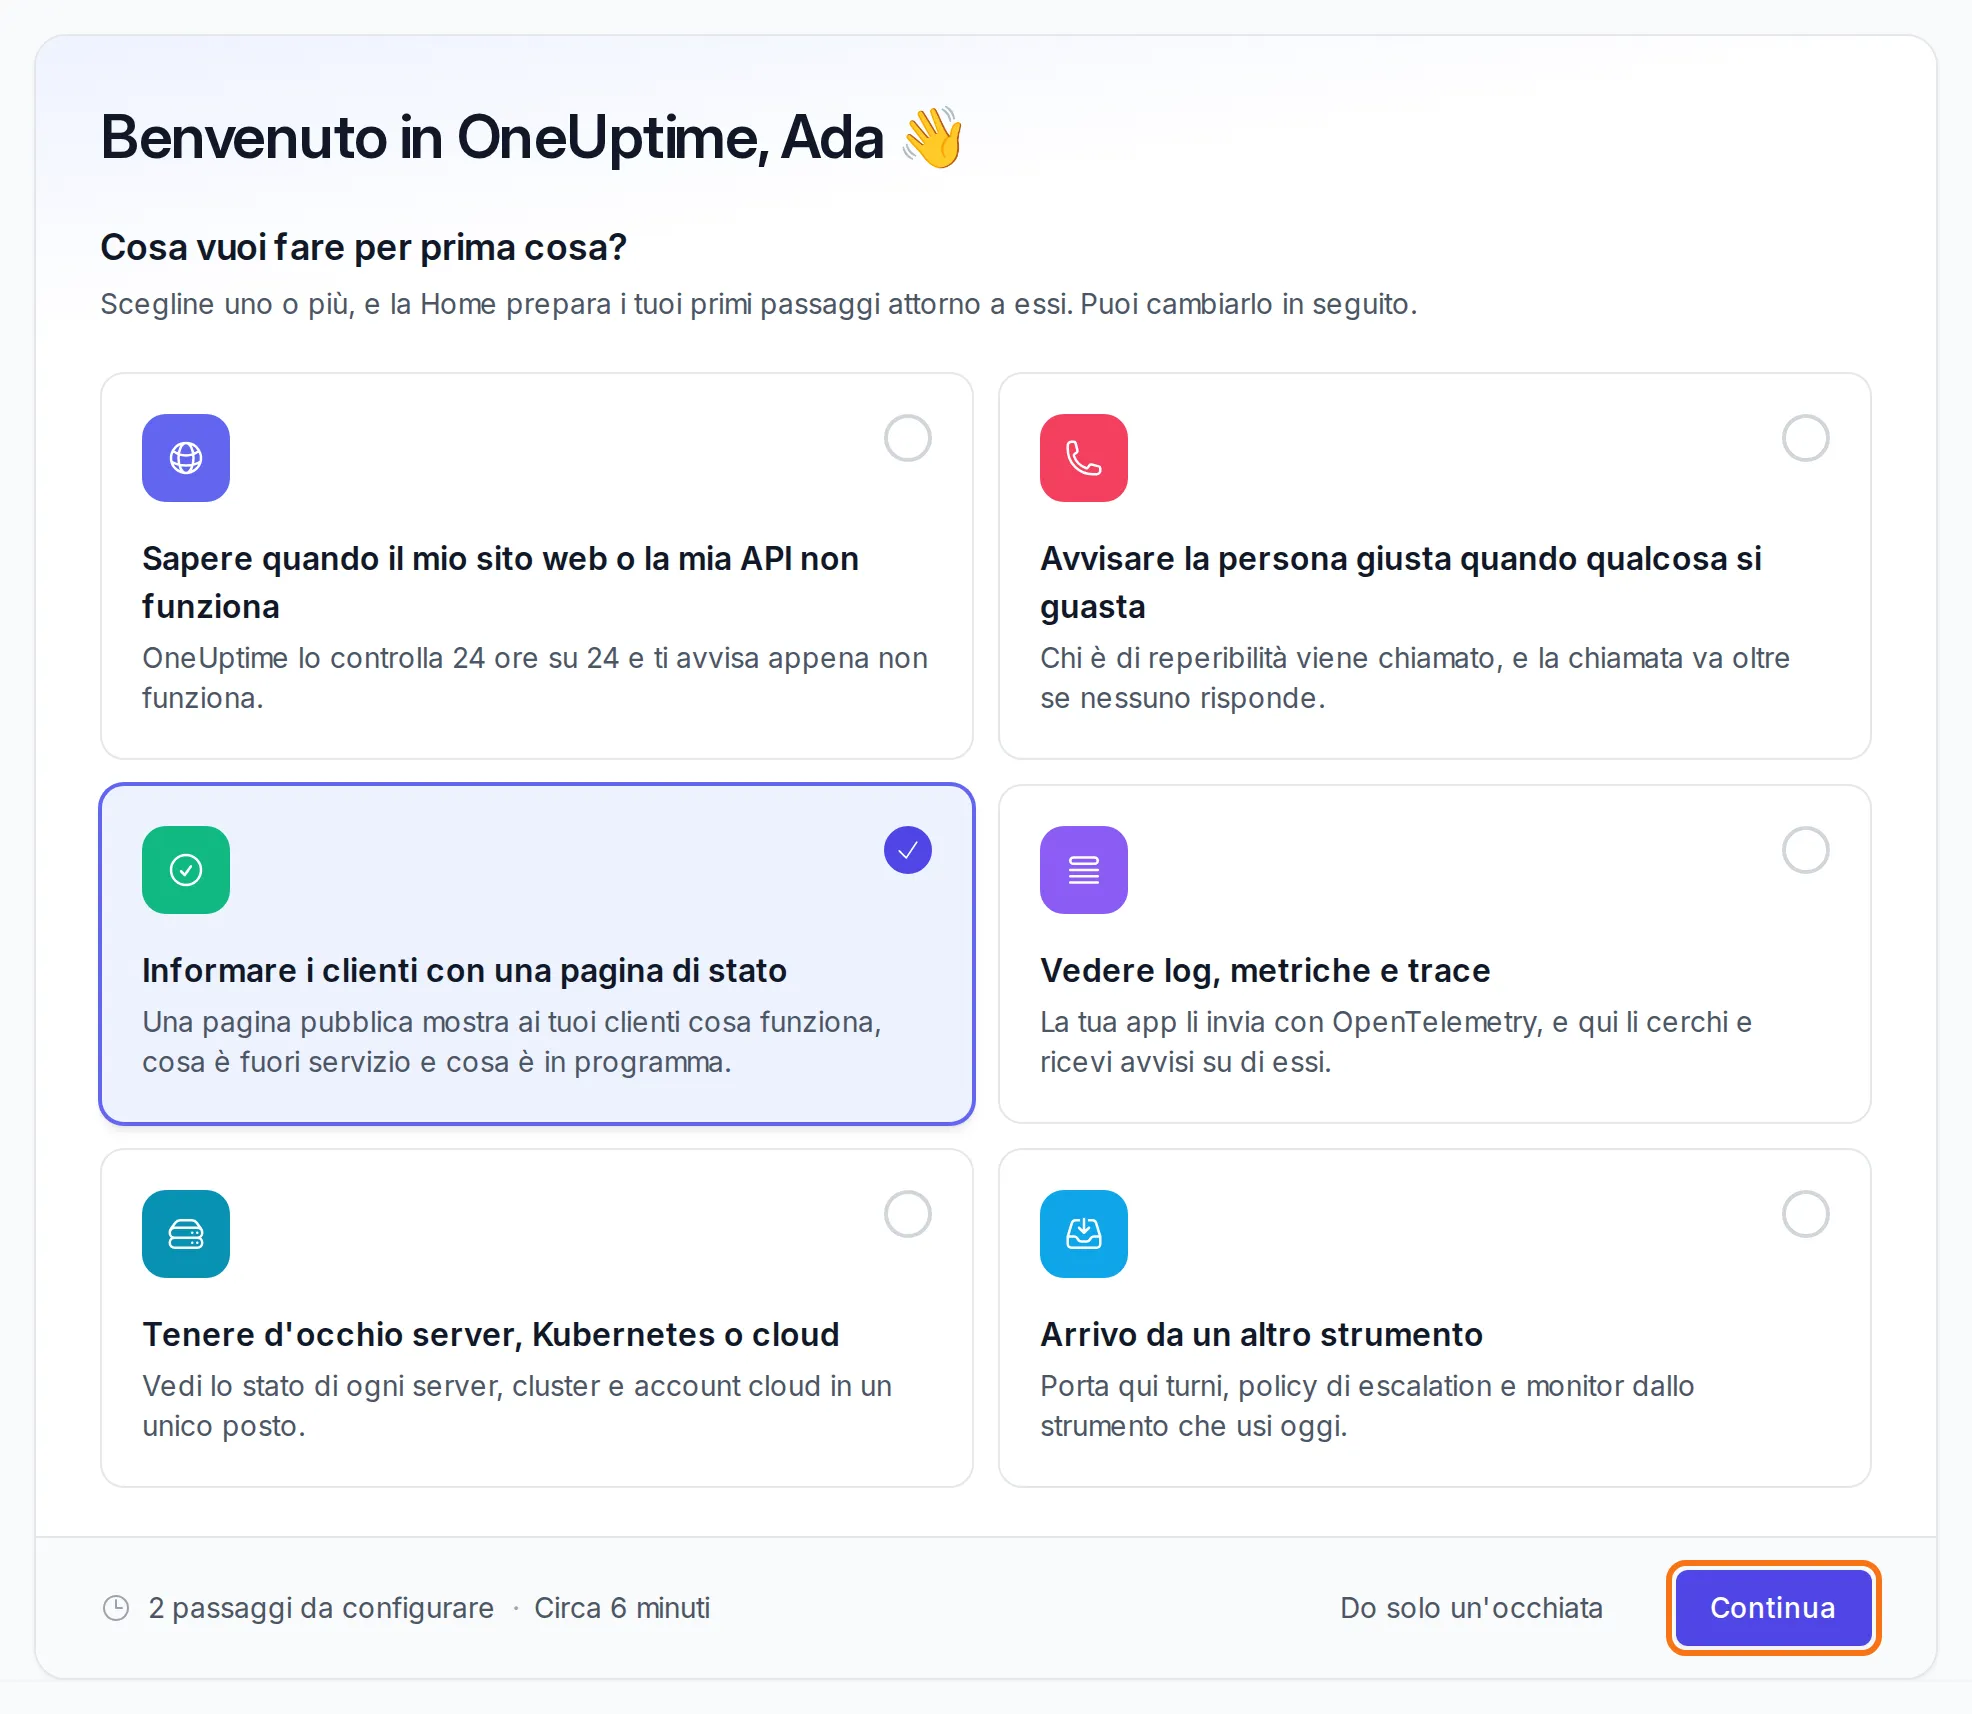 Benvenuto in OneUptime, Ada 👋
Cosa vuoi fare per prima cosa?
Scegline uno o più, e la Home prepara i tuoi primi passaggi attorno a essi. Puoi cambiarlo in seguito.
Sapere quando il mio sito web o la mia API non
funziona
OneUptime lo controlla 24 ore su 24 e ti avvisa appena non
funziona.
Avvisare la persona giusta quando qualcosa si
guasta
Chi è di reperibilità viene chiamato, e la chiamata va oltre
se nessuno risponde.
Informare i clienti con una pagina di stato
Una pagina pubblica mostra ai tuoi clienti cosa funziona,
cosa è fuori servizio e cosa è in programma.
Vedere log, metriche e trace
La tua app li invia con OpenTelemetry, e qui li cerchi e
ricevi avvisi su di essi.
Tenere d'occhio server, Kubernetes o cloud
Vedi lo stato di ogni server, cluster e account cloud in un
unico posto.
Arrivo da un altro strumento
Porta qui turni, policy di escalation e monitor dallo
strumento che usi oggi.
2 passaggi da configurare · Circa 6 minuti
Do solo un'occhiata
Continua